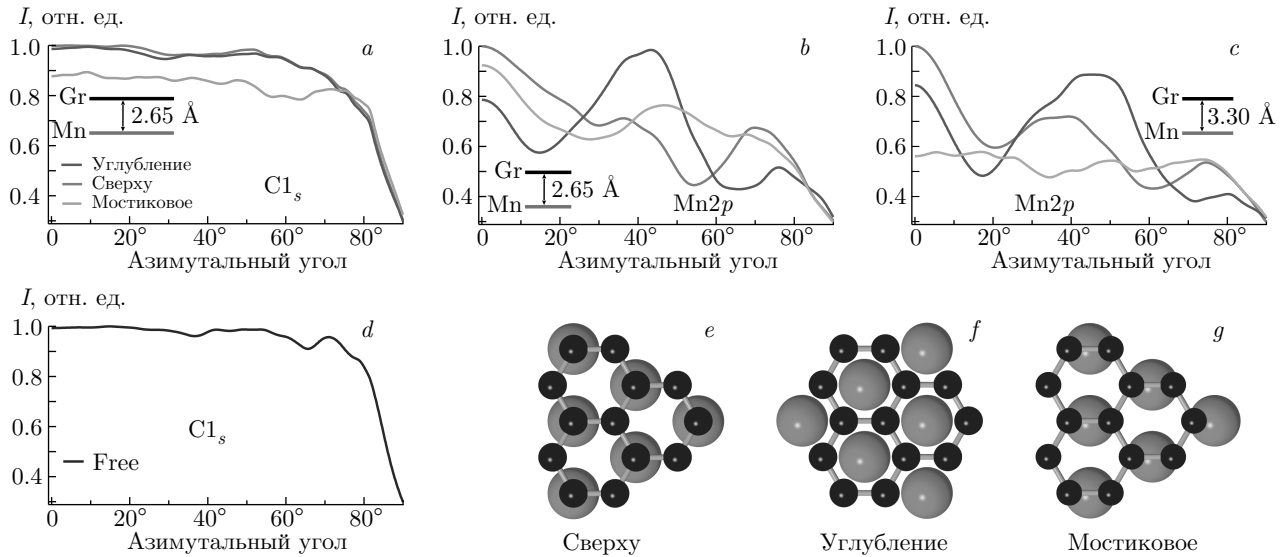 I, отн. ед.
a
1.0
0.8
0.6
0.4
Gr
2.65 Å
Mn
Углубление
Сверху
Мостиковое
C1s
0 20° 40° 60° 80°
Азимутальный угол
I, отн. ед.
b
1.0
0.8
0.6
0.4
Gr
2.65 Å
Mn
Mn2p
0 20° 40° 60° 80°
Азимутальный угол
I, отн. ед.
c
1.0
0.8
0.6
0.4
Gr
3.30 Å
Mn
Mn2p
0 20° 40° 60° 80°
Азимутальный угол
I, отн. ед.
d
1.0
0.8
0.6
0.4
C1s
Free
0 20° 40° 60° 80°
Азимутальный угол
e
Сверху
f
Углубление
g
Мостиковое